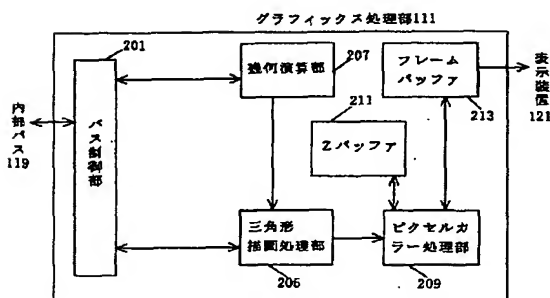 グラフィックス処理部111
201
幾何演算部
207
フレーム
バッファ
213
表示装置
121
内部バス
119
バス制御部
211
Zバッファ
三角形
描画処理部
206
ピクセルカ
ラー処理部
209